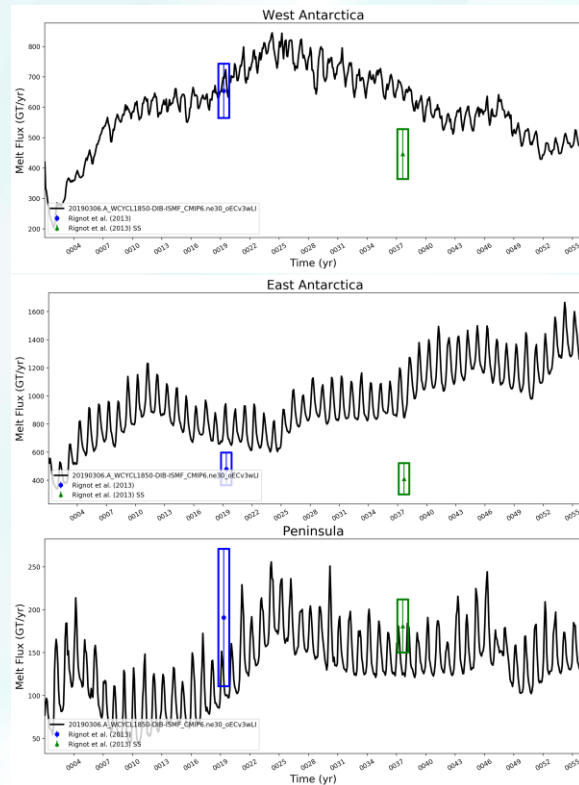 West Antarctica
800
700
600
500
400
300
200
Melt Flux (GT/yr)
20190306.A_WCYCL1850-DIB-ISMF_CMIP6.ne30_oECv3wLI
Rignot et al. (2013)
Rignot et al. (2013) SS
0004 0007 0010 0013 0016 0019 0022 0025 0028 0031 0034 0037 0040 0043 0046 0049 0052 0055
Time (yr)
East Antarctica
1600
1400
1200
1000
800
600
400
Melt Flux (GT/yr)
20190306.A_WCYCL1850-DIB-ISMF_CMIP6.ne30_oECv3wLI
Rignot et al. (2013)
Rignot et al. (2013) SS
0004 0007 0010 0013 0016 0019 0022 0025 0028 0031 0034 0037 0040 0043 0046 0049 0052 0055
Peninsula
250
200
150
100
50
Melt Flux (GT/yr)
20190306.A_WCYCL1850-DIB-ISMF_CMIP6.ne30_oECv3wLI
Rignot et al. (2013)
Rignot et al. (2013) SS
0004 0007 0010 0013 0016 0019 0022 0025 0028 0031 0034 0037 0040 0043 0046 0049 0052 0055
Time (yr)